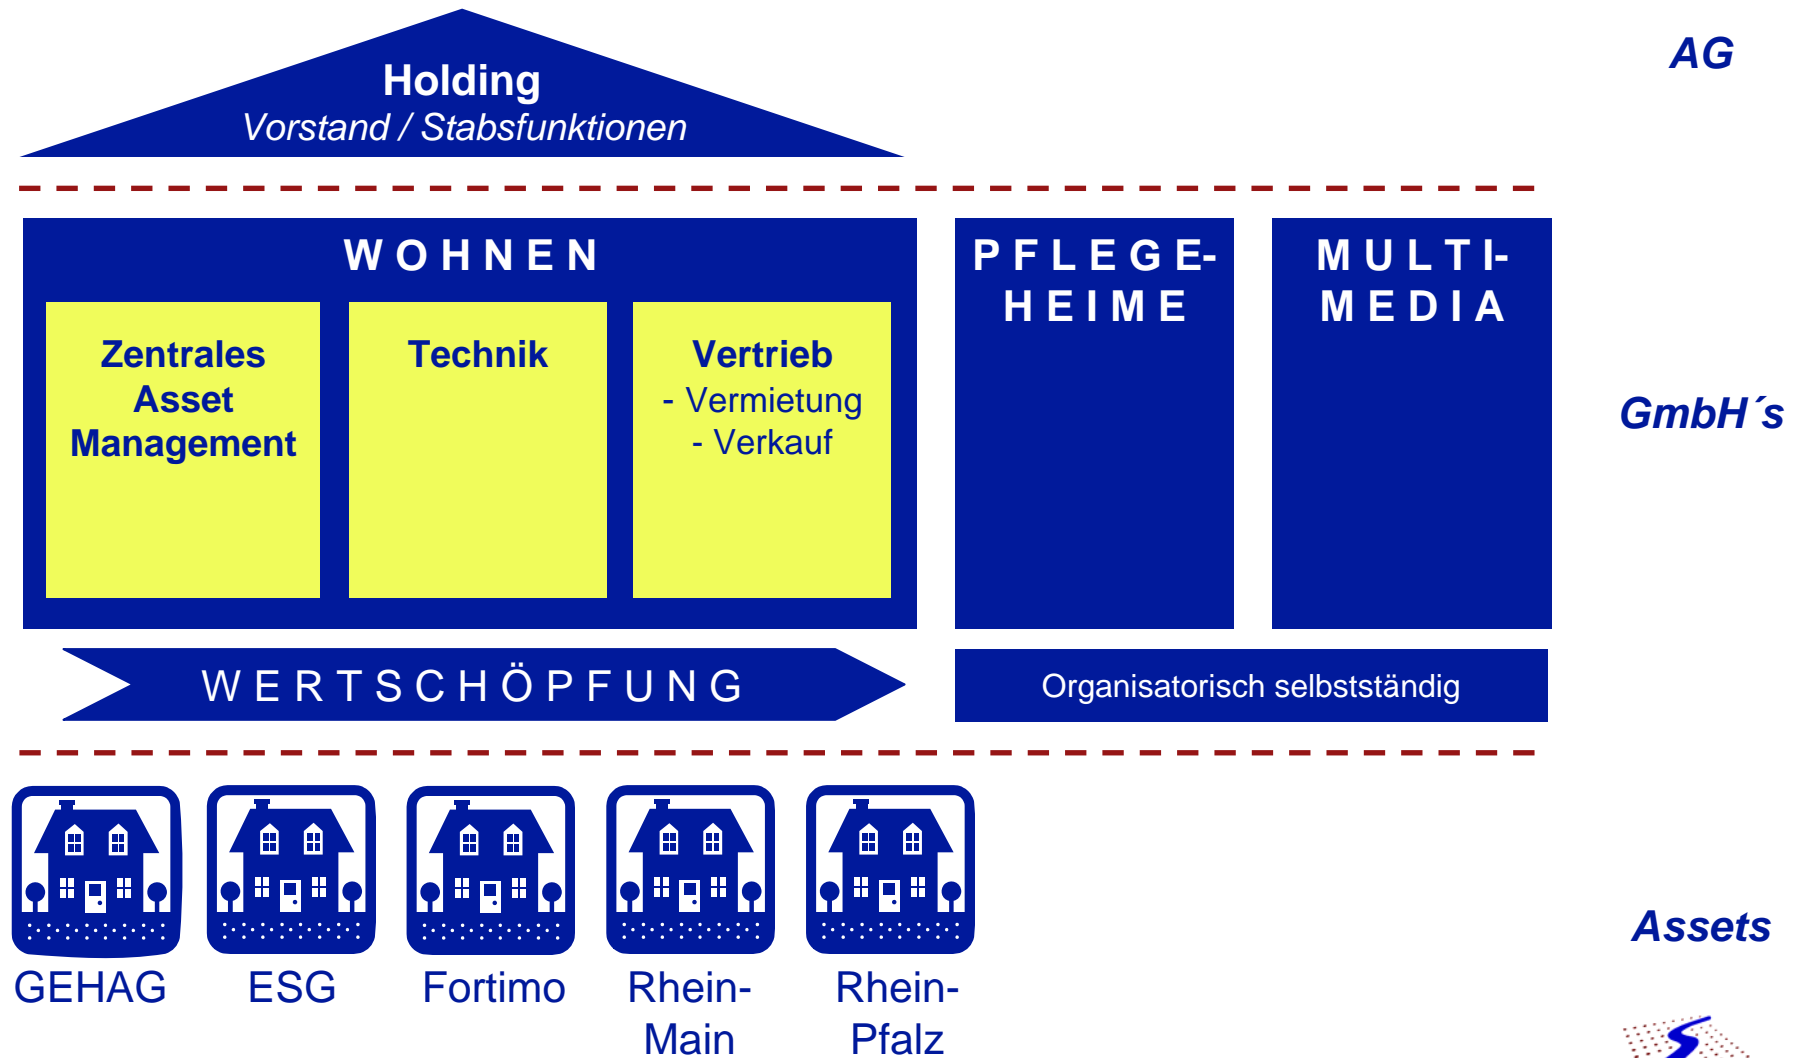 Holding
Vorstand / Stabsfunktionen
AG
WOHNEN
Zentrales
Asset
Management
Technik
Vertrieb
- Vermietung
- Verkauf
PFLEGE-
HEIME
MULTI-
MEDIA
GmbH´s
WERTSCHÖPFUNG
Organisatorisch selbstständig
GEHAG
ESG
Fortimo
Rhein-
Main
Rhein-
Pfalz
Assets